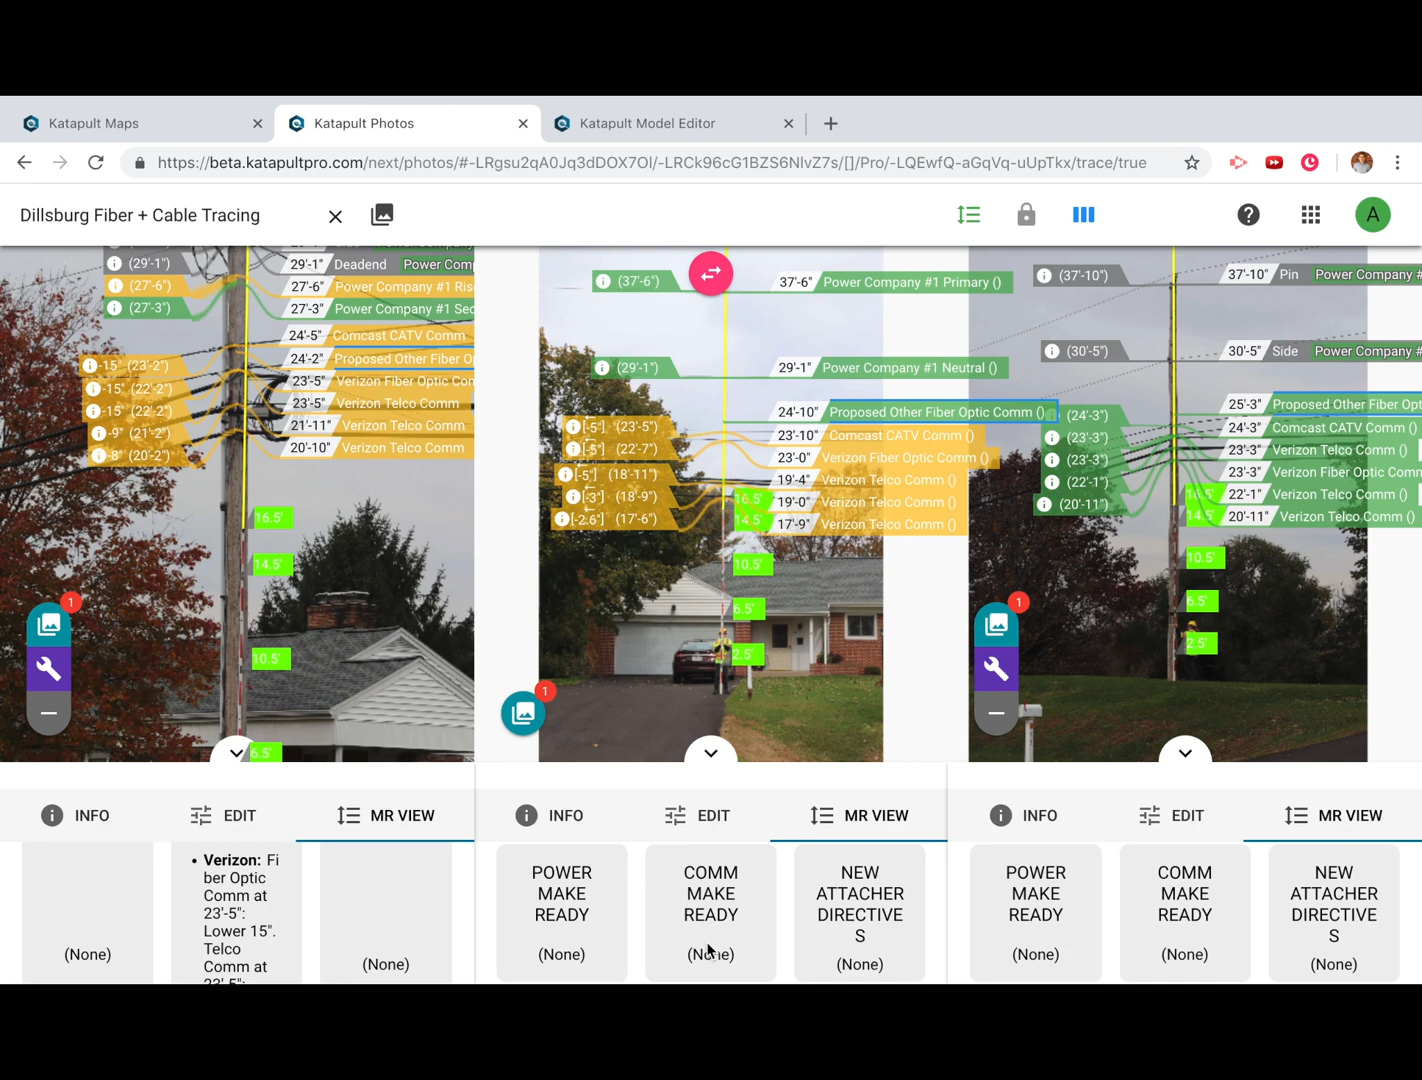 Katapult Maps
Katapult Photos
Katapult Model Editor
https://beta.katapultpro.com/next/photos/#-LRgsu2qA0Jq3dDOX7OI/-LRCk96cG1BZS6NIvZ7s/[]/Pro/-LQEwfQ-aGqVq-uUpTkx/trace/true
Dillsburg Fiber + Cable Tracing
A
(29'-1") 29'-1" Deadend Power Comp
(27'-6") 27'-6" Power Company #1 Ris
(27'-3") 27'-3" Power Company #1 Sec
24'-5" Comcast CATV Comm
-15" (23'-2") 24'-2" Proposed Other Fiber Op
-15" (22'-2") 23'-5" Verizon Fiber Optic Con
-15" (22'-2") 23'-5" Verizon Telco Comm
-9" (21'-2") 21'-11" Verizon Telco Comm
-8" (20'-2") 20'-10" Verizon Telco Comm
16.5'
14.5'
10.5'
6.5'
1
(37'-6") 37'-6" Power Company #1 Primary ()
(29'-1") 29'-1" Power Company #1 Neutral ()
24'-10" Proposed Other Fiber Optic Comm ()
[-5"] (23'-5") 23'-10" Comcast CATV Comm ()
[-5"] (22'-7") 23'-0" Verizon Fiber Optic Comm ()
[-5"] (18'-11") 19'-4" Verizon Telco Comm ()
[-3"] (18'-9") 19'-0" Verizon Telco Comm ()
[-2.6"] (17'-6") 17'-9" Verizon Telco Comm ()
16.5'
14.5'
10.5'
6.5'
2.5'
1
(37'-10") 37'-10" Pin Power Company #
(30'-5") 30'-5" Side Power Company #
25'-3" Proposed Other Fiber Opt
(24'-3") 24'-3" Comcast CATV Comm ()
(23'-3") 23'-3" Verizon Telco Comm ()
(23'-3") 23'-3" Verizon Fiber Optic Comm
(22'-1") 22'-1" Verizon Telco Comm ()
(20'-11") 20'-11" Verizon Telco Comm ()
14.5'
10.5'
6.5'
2.5'
1
INFO EDIT MR VIEW
INFO EDIT MR VIEW
INFO EDIT MR VIEW
(None)
• Verizon: Fi
ber Optic
Comm at
23'-5":
Lower 15".
Telco
Comm at
23'-5":
(None)
POWER
MAKE
READY
(None)
COMM
MAKE
READY
(None)
NEW
ATTACHER
DIRECTIVE
S
(None)
POWER
MAKE
READY
(None)
COMM
MAKE
READY
(None)
NEW
ATTACHER
DIRECTIVE
S
(None)